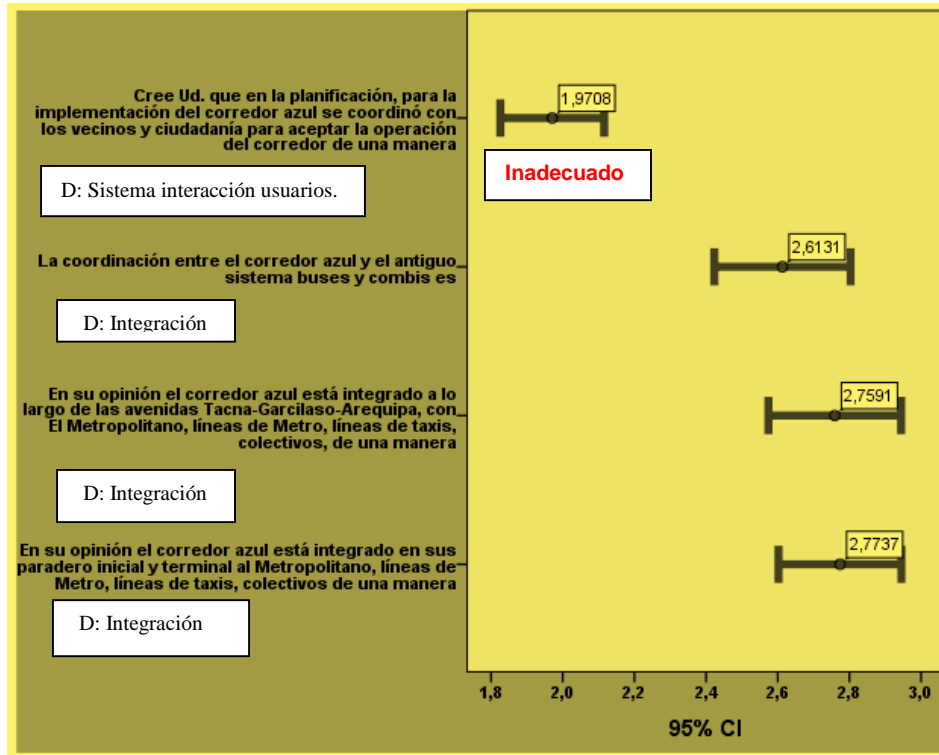 Cree Ud. que en la planificación, para la
implementación del corredor azul se coordinó con
los vecinos y ciudadanía para aceptar la operación
del corredor de una manera
1,9708
D: Sistema interacción usuarios.
Inadecuado
La coordinación entre el corredor azul y el antiguo
sistema buses y combis es
2,6131
D: Integración
En su opinión el corredor azul está integrado a lo
largo de las avenidas Tacna-Garcilaso-Arequipa, con
El Metropolitano, líneas de Metro, líneas de taxis,
colectivos, de una manera
2,7591
D: Integración
En su opinión el corredor azul está integrado en sus
paradero inicial y terminal al Metropolitano, líneas de
Metro, líneas de taxis, colectivos de una manera
2,7737
D: Integración
1,8 2,0 2,2 2,4 2,6 2,8 3,0
95% CI